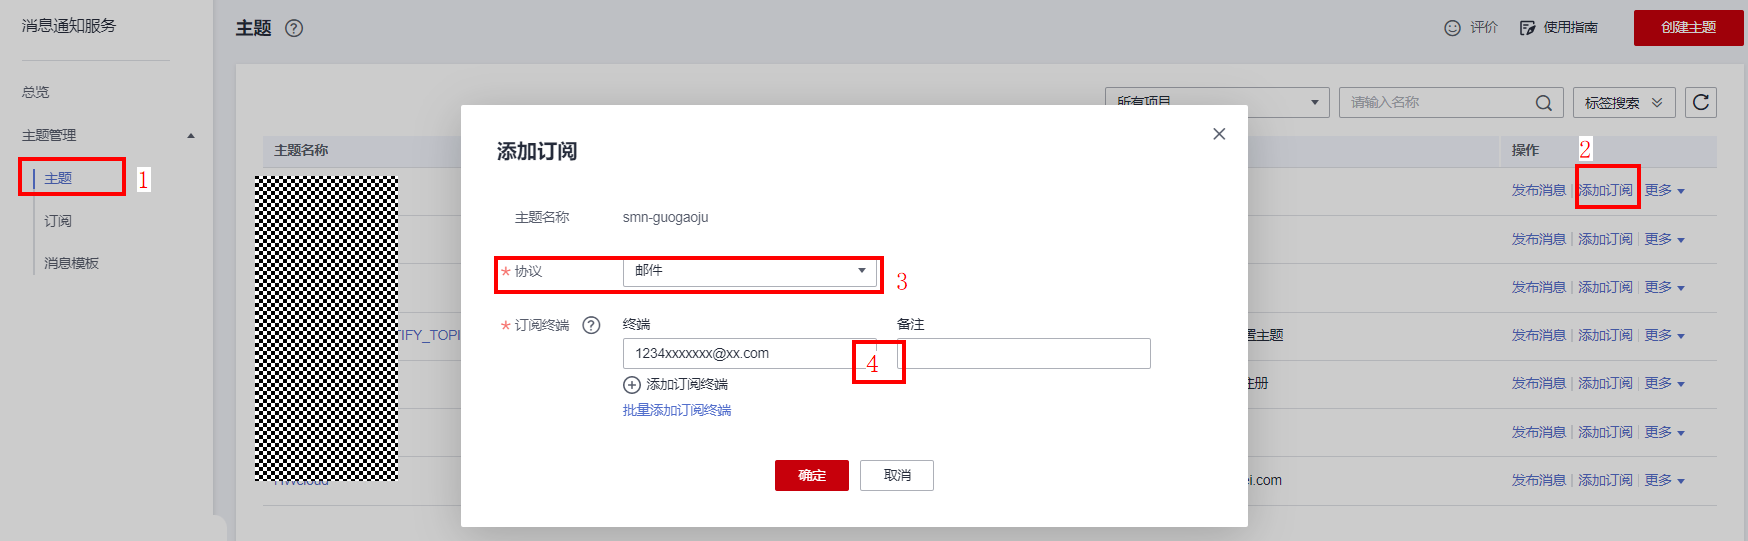 消息通知服务
总览
主题管理
主题
1
订阅
消息模板
主题
评价
使用指南
创建主题
所有项目
请输入名称
标签搜索
主题名称
操作
2
发布消息 添加订阅 更多
发布消息 添加订阅 更多
发布消息 添加订阅 更多
IFY_TOPI
置主题
发布消息 添加订阅 更多
注册
发布消息 添加订阅 更多
发布消息 添加订阅 更多
ei.com
发布消息 添加订阅 更多
添加订阅
主题名称 smn-guogaoju
* 协议 邮件
3
* 订阅终端 ? 终端 备注
1234xxxxxxx@xx.com
4
添加订阅终端
批量添加订阅终端
确定 取消